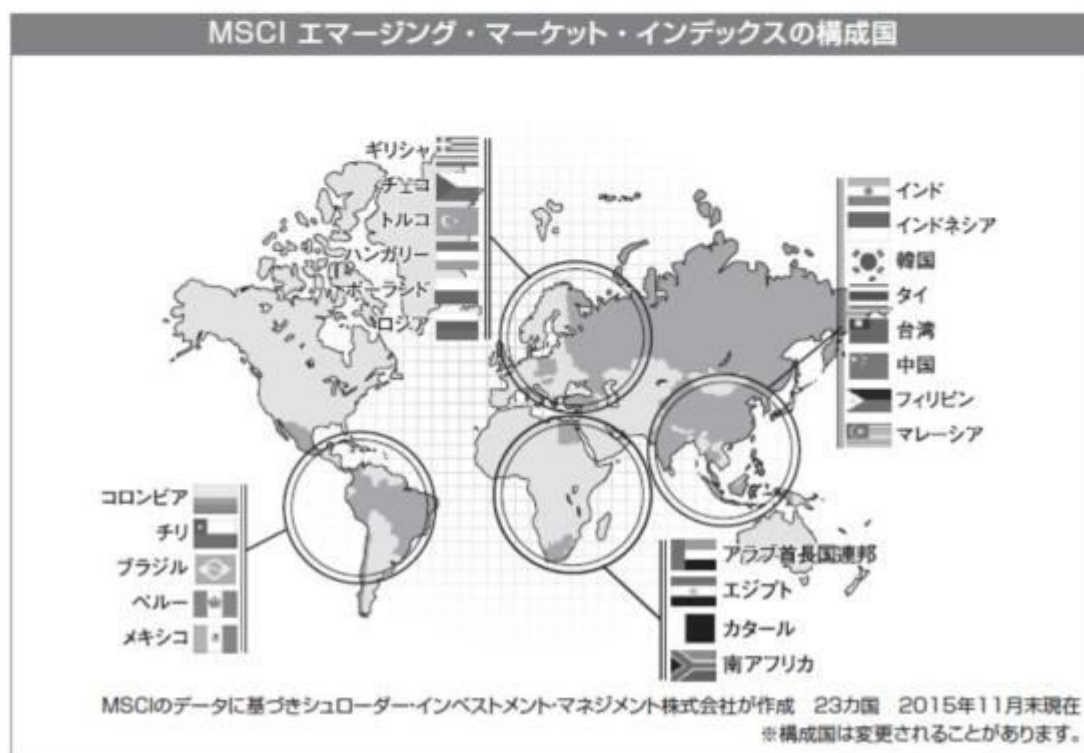 MSCI エマージング・マーケット・インデックスの構成国
ギリシャ
チェコ
トルコ
ハンガリー
ポーランド
ロシア
インド
インドネシア
韓国
タイ
台湾
中国
フィリピン
マレーシア
コロンビア
チリ
ブラジル
ペルー
メキシコ
アラブ首長国連邦
エジプト
カタール
南アフリカ
MSCIのデータに基づきシュローダー・インベストメント・マネジメント株式会社が作成 23カ国 2015年11月末現在
※構成国は変更されることがあります。